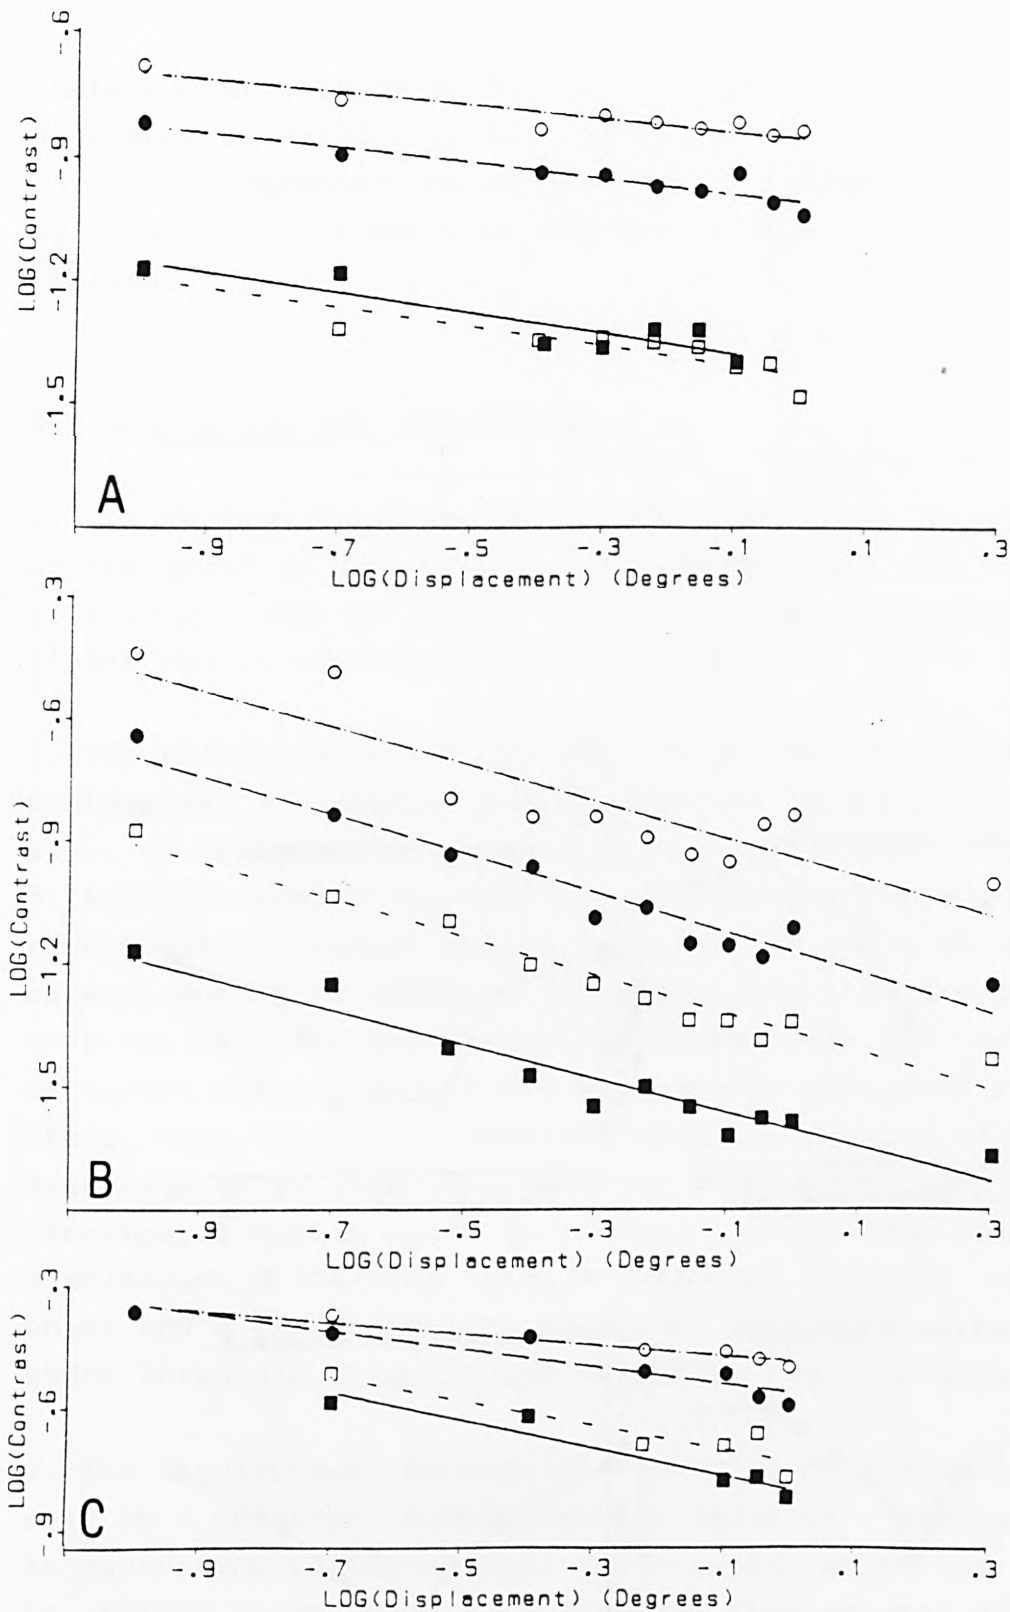 -.6
-.9
-1.2
-1.5
LOG(Contrast)
A
-.9 -.7 -.5 -.3 -.1 .1 .3
LOG(Displacement) (Degrees)
-.3
-.6
-.9
-1.2
-1.5
LOG(Contrast)
B
-.9 -.7 -.5 -.3 -.1 .1 .3
LOG(Displacement) (Degrees)
-.3
-.6
-.9
LOG(Contrast)
C
-.9 -.7 -.5 -.3 -.1 .1 .3
LOG(Displacement) (Degrees)